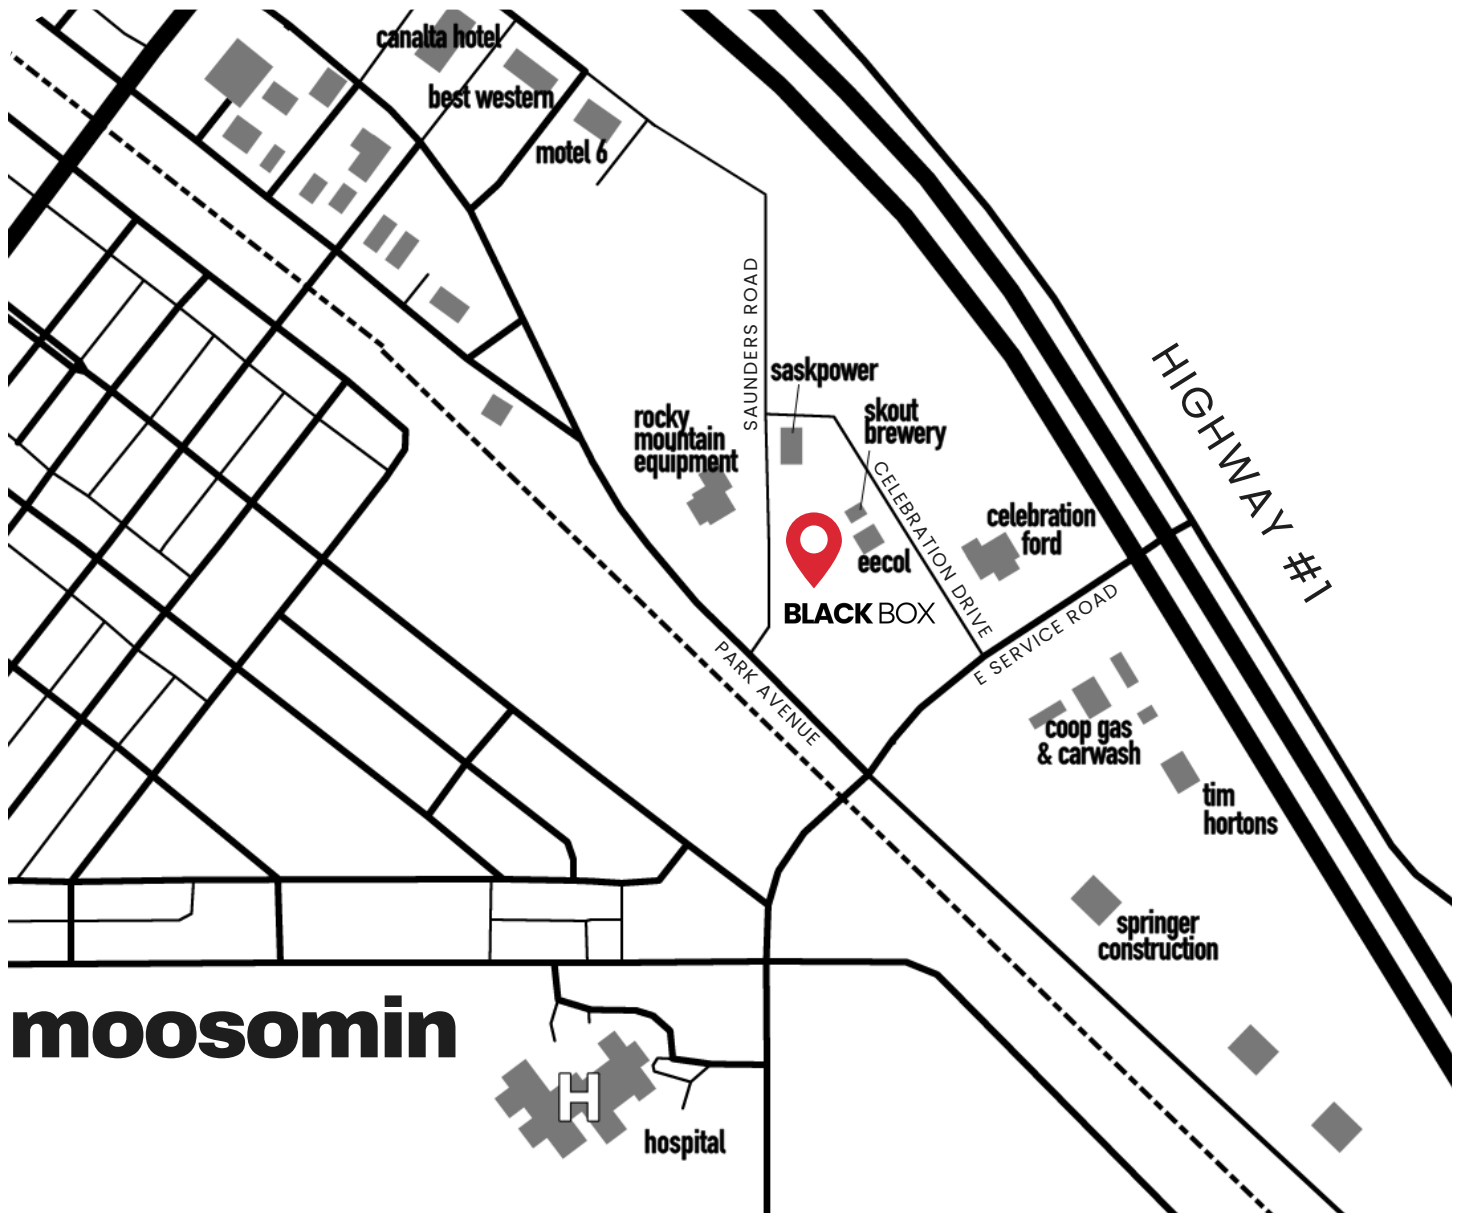 canalta hotel
best western
motel 6
SAUNDERS ROAD
HIGHWAY #1
saskpower
rocky
mountain
equipment
skout
brewery
CELEBRATION DRIVE
celebration
ford
eecol
BLACK BOX
E SERVICE ROAD
PARK AVENUE
coop gas
& carwash
tim
hortons
springer
construction
moosomin
H
hospital